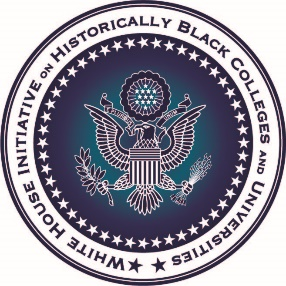 WHITE HOUSE INITIATIVE ON HISTORICALLY BLACK COLLEGES AND UNIVERSITIES